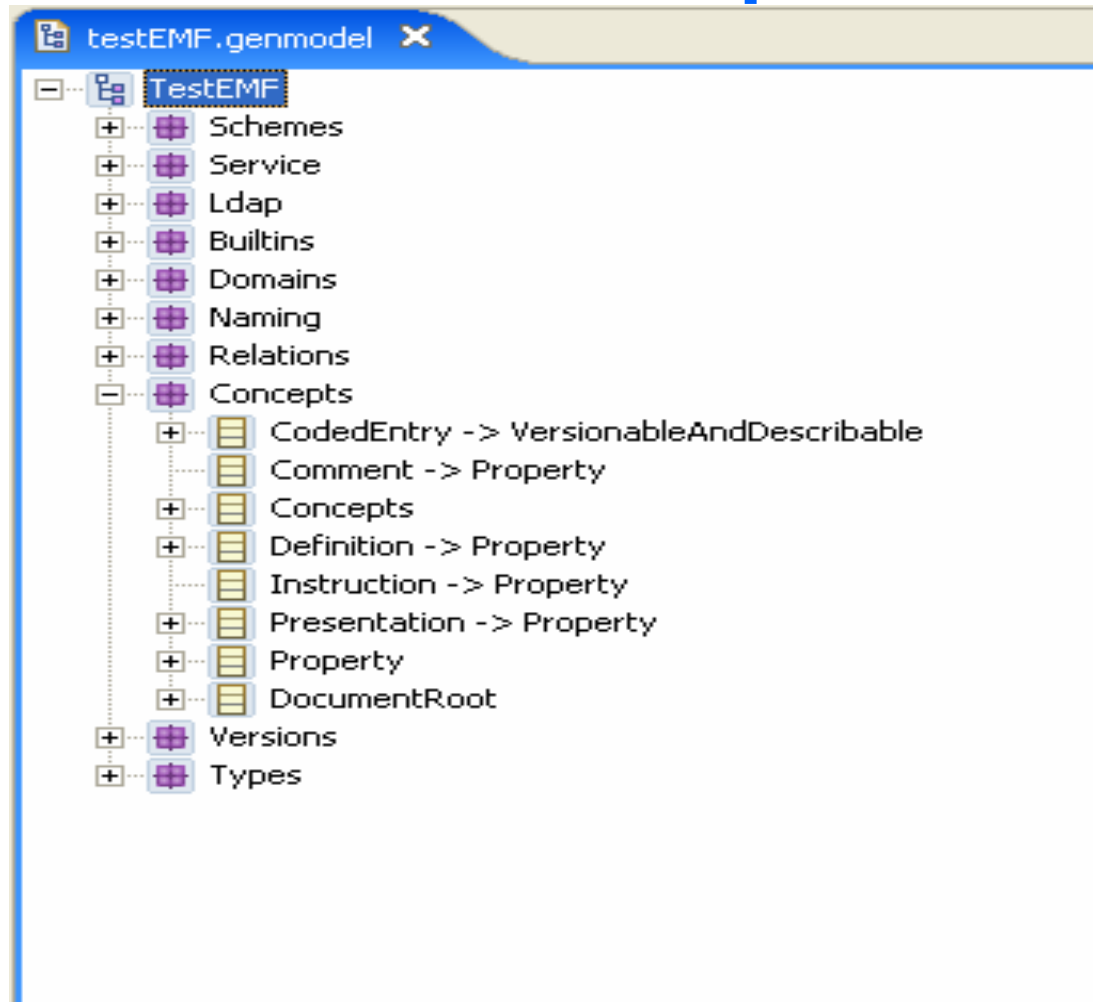 testEMF.genmodel
TestEMF
Schemes
Service
Ldap
Builtins
Domains
Naming
Relations
Concepts
CodedEntry -> VersionableAndDescribable
Comment -> Property
Concepts
Definition -> Property
Instruction -> Property
Presentation -> Property
Property
DocumentRoot
Versions
Types